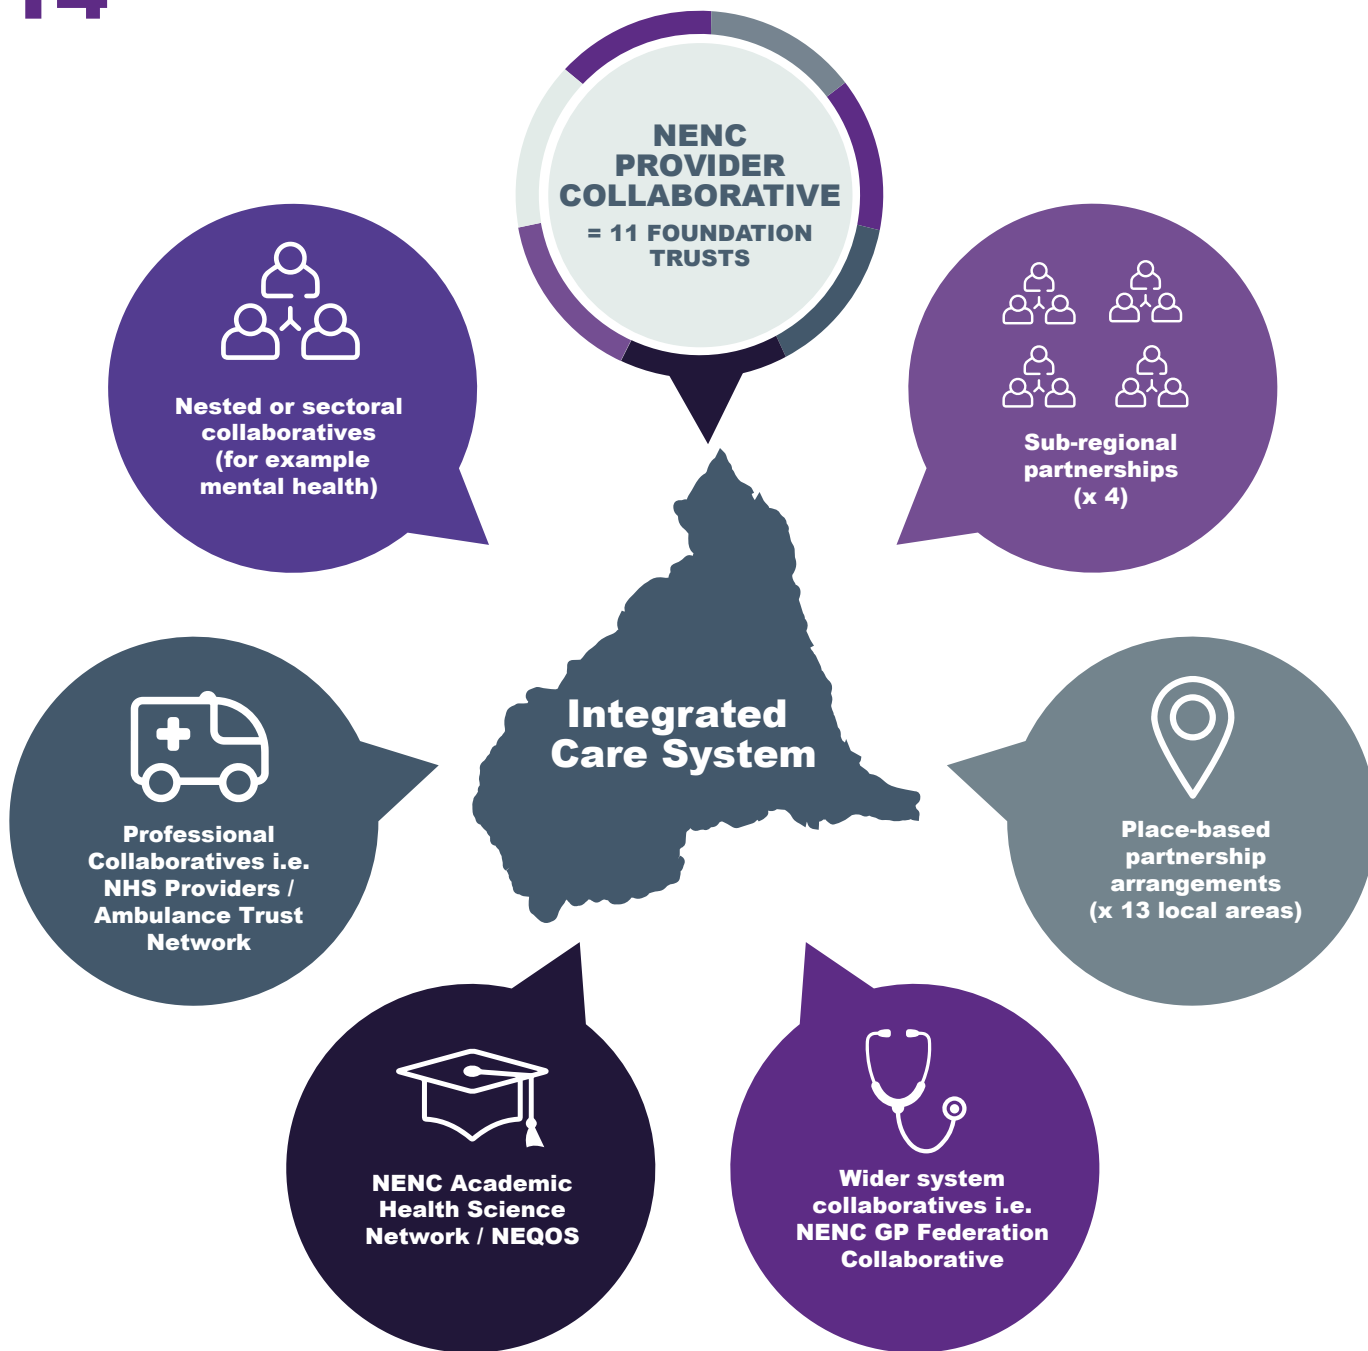 14
NENC
PROVIDER
COLLABORATIVE
= 11 FOUNDATION
TRUSTS
Nested or sectoral
collaboratives
(for example
mental health)
Sub-regional
partnerships
(x 4)
Integrated
Care System
Professional
Collaboratives i.e.
NHS Providers /
Ambulance Trust
Network
Place-based
partnership
arrangements
(x 13 local areas)
NENC Academic
Health Science
Network / NEQOS
Wider system
collaboratives i.e.
NENC GP Federation
Collaborative